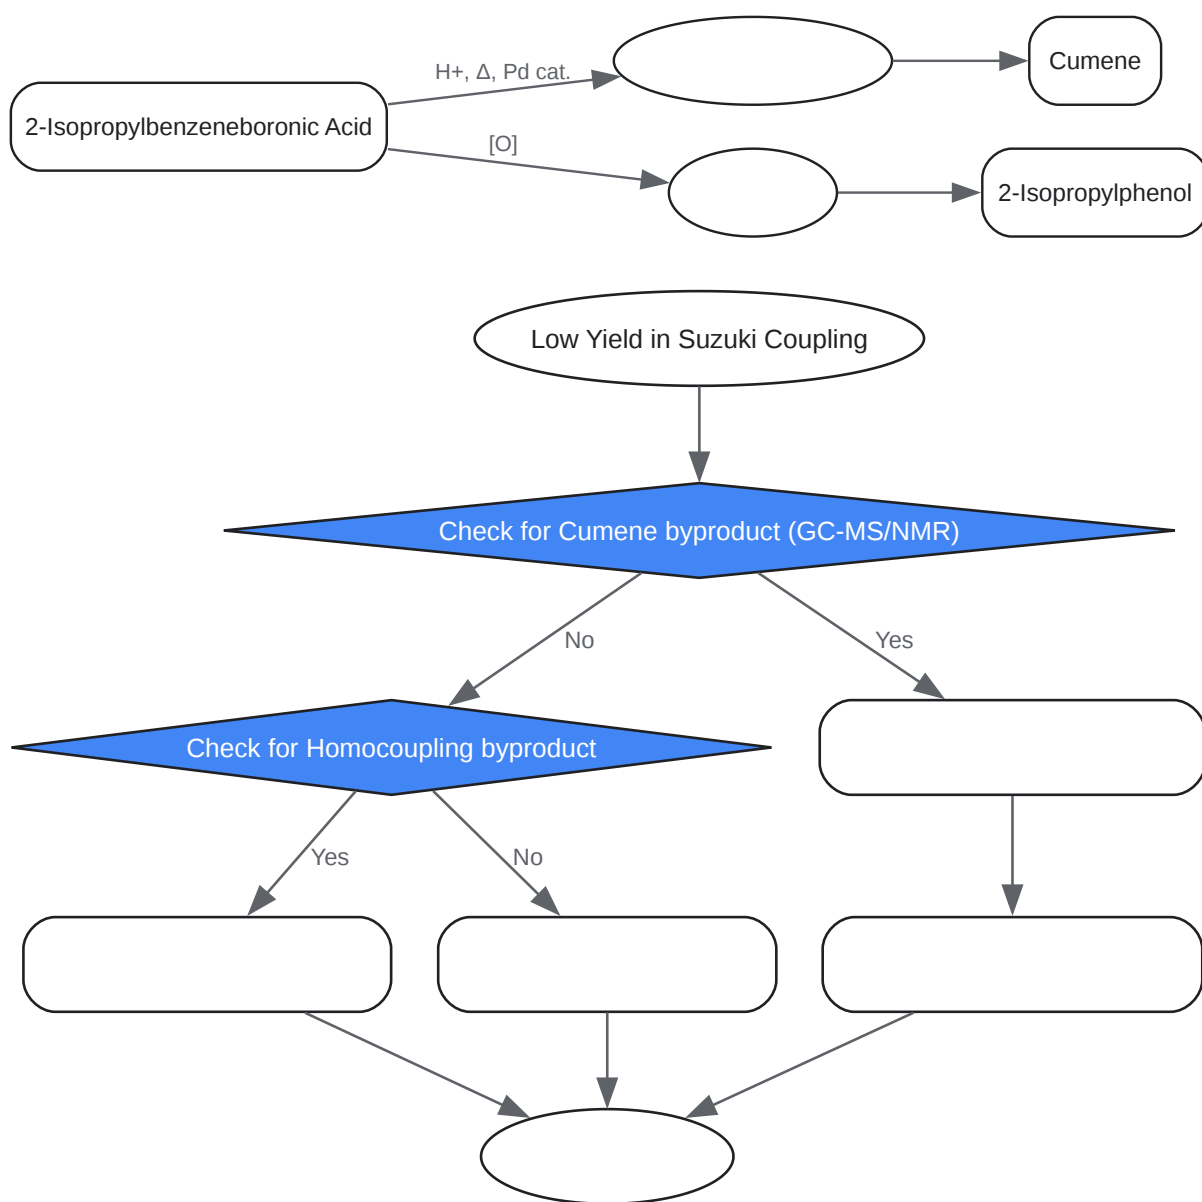 H+, Δ, Pd cat.
Cumene
2-Isopropylbenzeneboronic Acid
[O]
2-Isopropylphenol
Low Yield in Suzuki Coupling
Check for Cumene byproduct (GC-MS/NMR)
No
Yes
Check for Homocoupling byproduct
Yes
No